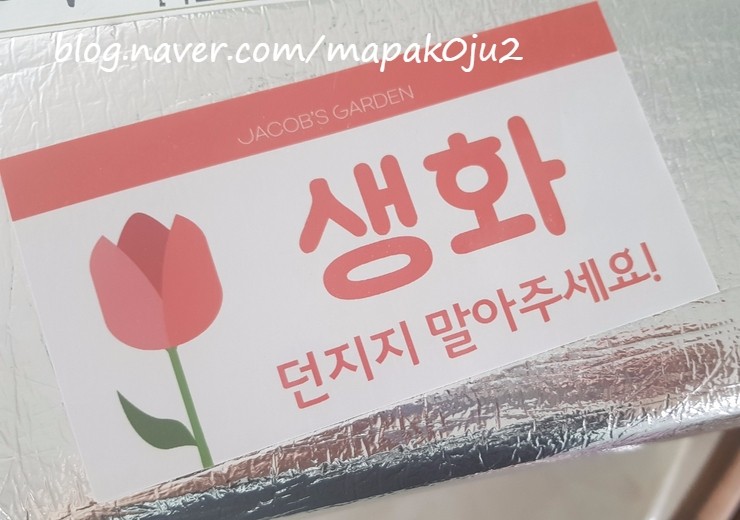 blog.naver.com/mapak0ju2
JACOB'S GARDEN
생화
던지지 말아주세요!